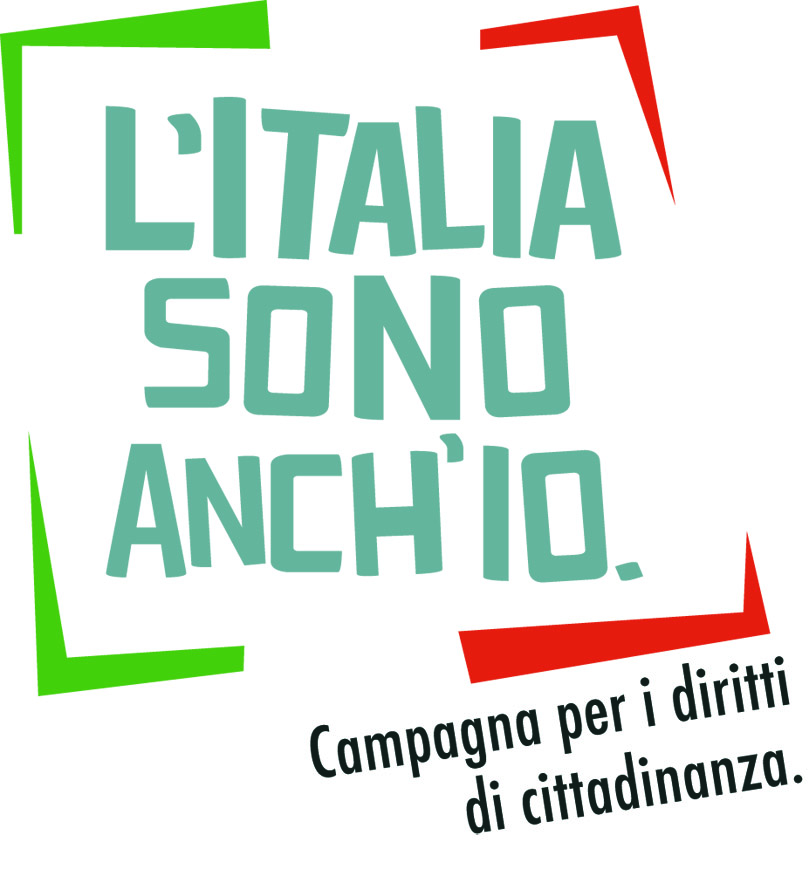 L'ITALIA
SONO
ANCH'IO.
Campagna per i diritti
di cittadinanza.